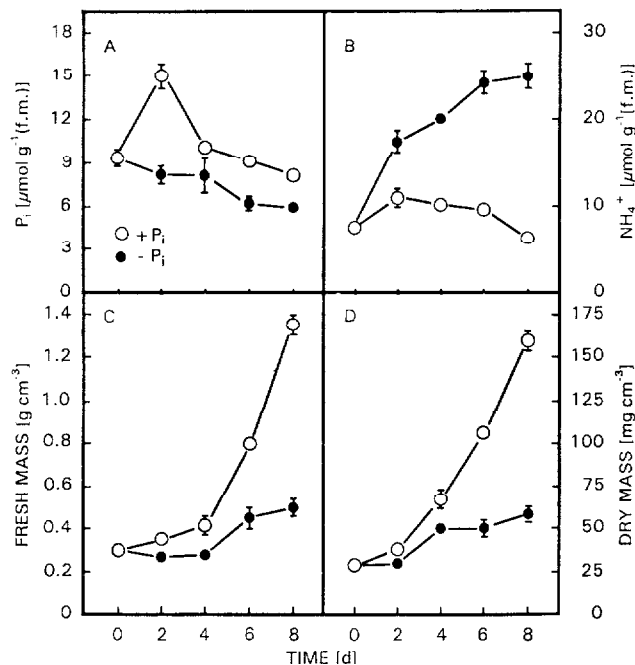 A
B
18
15
12
9
6
3
0
Pᵢ [µmol g⁻¹(f.m.)]
○ + Pᵢ
● - Pᵢ
30
25
20
10
10
0
NH₄⁺ [µmol g⁻¹[f.m.)]
C
D
1.4
1.2
0.8
0.6
0.4
0.2
0
FRESH MASS [g cm⁻³]
175
150
125
100
75
50
25
0
DRY MASS [mg cm⁻³]
0 2 4 6 8 0 2 4 6 8
TIME [d]